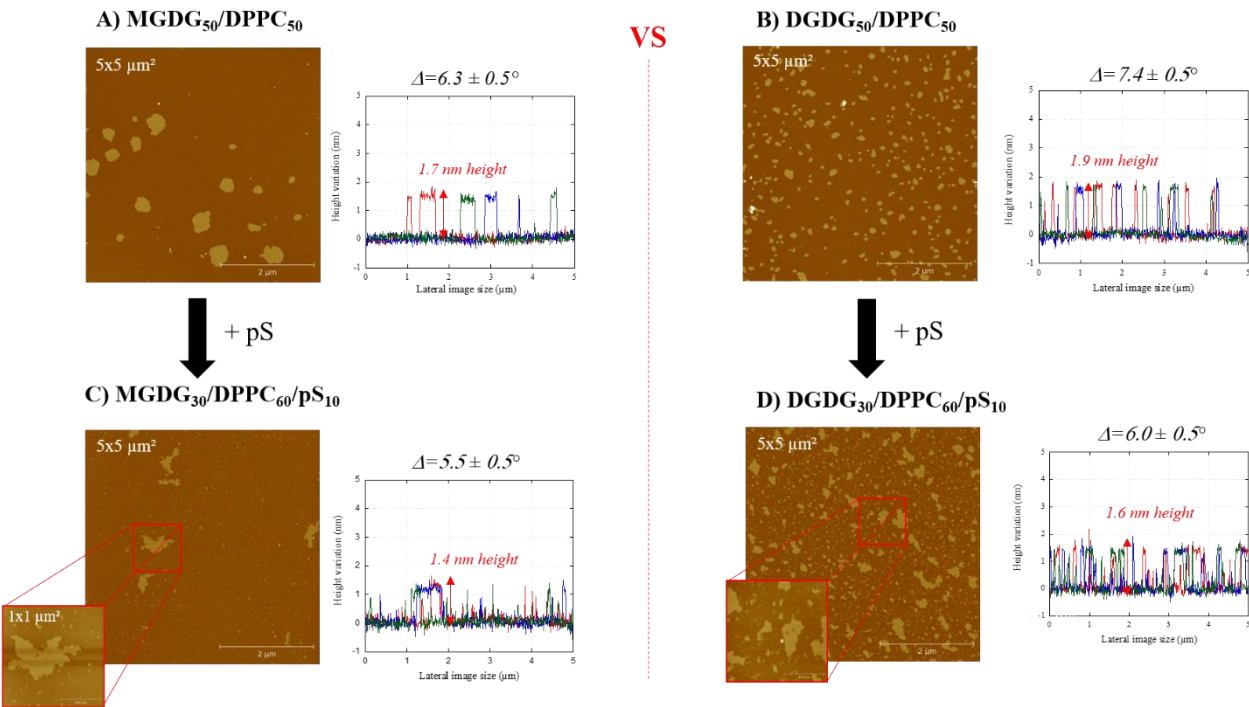 A) MGDG₅₀/DPPC₅₀
5x5 µm²
2 µm
Δ=6.3 ± 0.5°
Height variation (nm)
5
4
3
2
1
0
-1
1.7 nm height
0 1 2 3 4 5
Lateral image size (µm)
VS
B) DGDG₅₀/DPPC₅₀
5x5 µm²
2 µm
Δ=7.4 ± 0.5°
Height variation (nm)
5
4
3
2
1
0
-1
1.9 nm height
0 1 2 3 4 5
Lateral image size (µm)
+ pS
+ pS
C) MGDG₃₀/DPPC₆₀/pS₁₀
5x5 µm²
2 µm
1x1 µm²
Δ=5.5 ± 0.5°
Height variation (nm)
5
4
3
2
1
0
-1
1.4 nm height
0 1 2 3 4 5
Lateral image size (µm)
D) DGDG₃₀/DPPC₆₀/pS₁₀
5x5 µm²
2 µm
Δ=6.0 ± 0.5°
Height variation (nm)
5
4
3
2
1
0
-1
1.6 nm height
0 1 2 3 4 5
Lateral image size (µm)